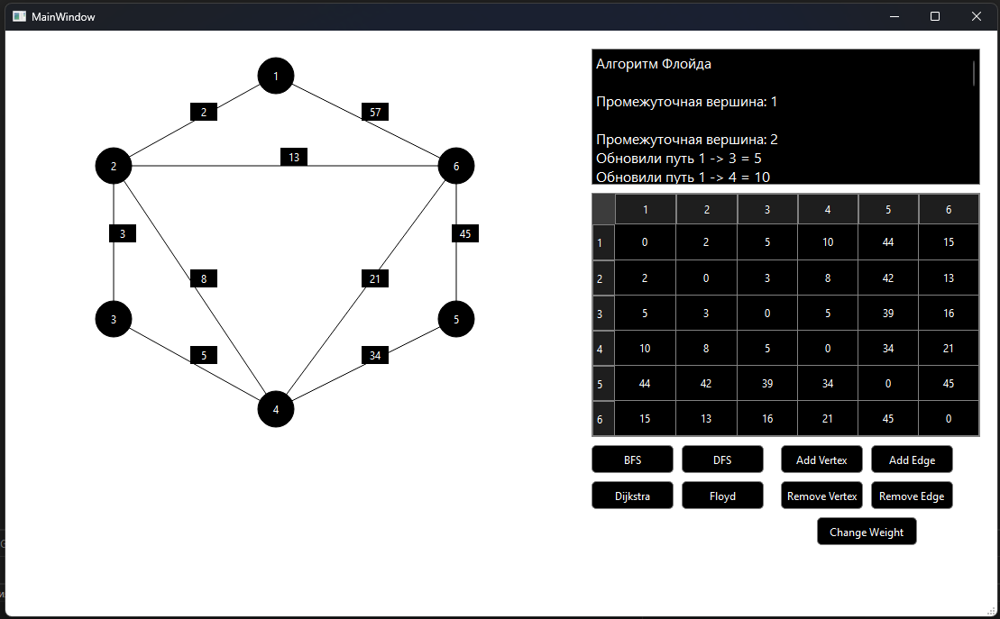 MainWindow
1
2
57
13
2
6
3
45
8
21
3
5
5
34
4
Алгоритм Флойда
Промежуточная вершина: 1
Промежуточная вершина: 2
Обновили путь 1 -> 3 = 5
Обновили путь 1 -> 4 = 10
1 2 3 4 5 6
1 0 2 5 10 44 15
2 2 0 3 8 42 13
3 5 3 0 5 39 16
4 10 8 5 0 34 21
5 44 42 39 34 0 45
6 15 13 16 21 45 0
BFS DFS Add Vertex Add Edge
Dijkstra Floyd Remove Vertex Remove Edge
Change Weight